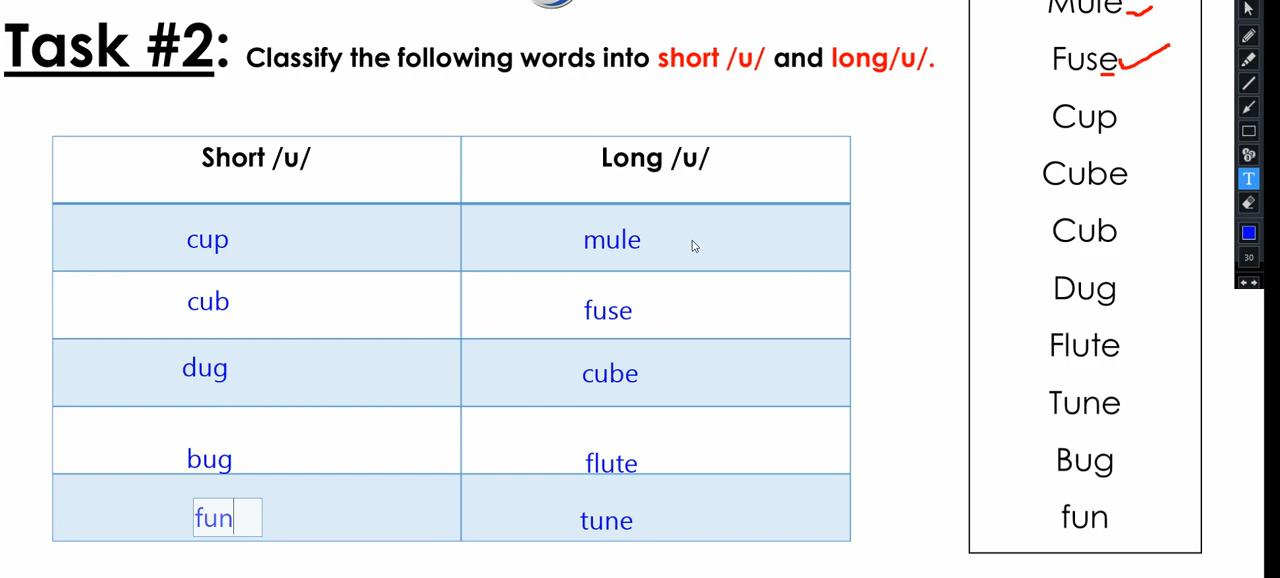 Task #2: Classify the following words into short /u/ and long/u/.
Short /u/ Long /u/
cup mule
cub fuse
dug cube
bug flute
fun tune
Mule
Fuse
Cup
Cube
Cub
Dug
Flute
Tune
Bug
fun
T
30